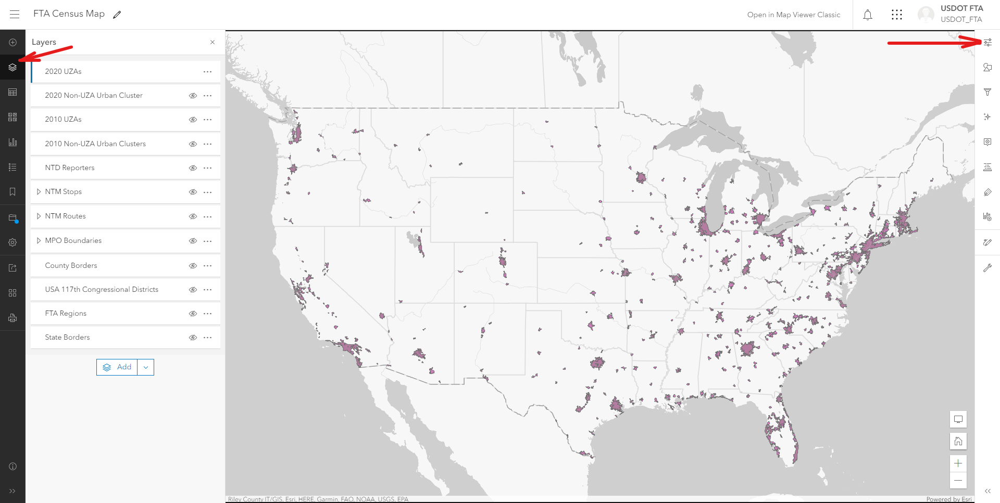 FTA Census Map
Open in Map Viewer Classic
USDOT FTA
USDOT_FTA
Layers
2020 UZAs
2020 Non-UZA Urban Cluster
2010 UZAs
2010 Non-UZA Urban Clusters
NTD Reporters
NTM Stops
NTM Routes
MPO Boundaries
County Borders
USA 117th Congressional Districts
FTA Regions
State Borders
Add
Riley County IT/GIS, Esri, HERE, Garmin, FAO, NOAA, USGS, EPA
Powered by Esri